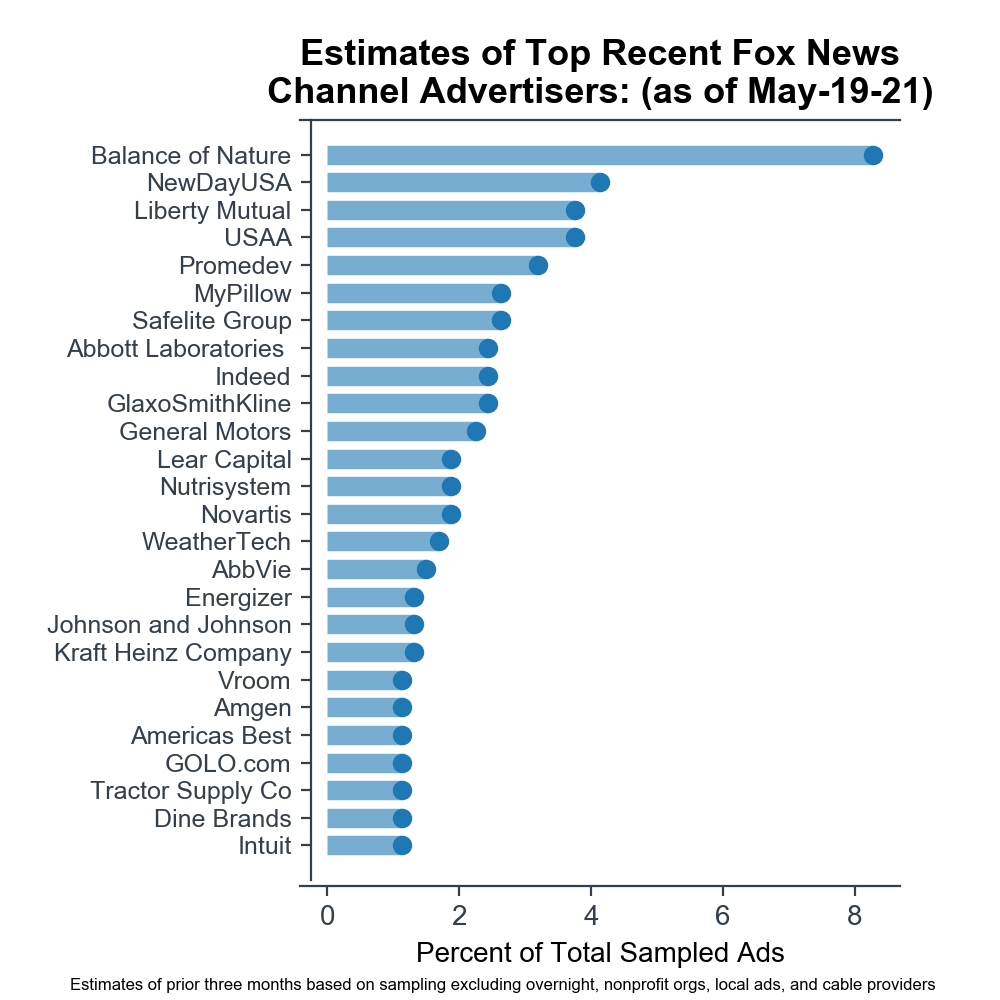 Estimates of Top Recent Fox News
Channel Advertisers: (as of May-19-21)
Balance of Nature
NewDayUSA
Liberty Mutual
USAA
Promedev
MyPillow
Safelite Group
Abbott Laboratories
Indeed
GlaxoSmithKline
General Motors
Lear Capital
Nutrisystem
Novartis
WeatherTech
AbbVie
Energizer
Johnson and Johnson
Kraft Heinz Company
Vroom
Amgen
Americas Best
GOLO.com
Tractor Supply Co
Dine Brands
Intuit
0 2 4 6 8
Percent of Total Sampled Ads
Estimates of prior three months based on sampling excluding overnight, nonprofit orgs, local ads, and cable providers